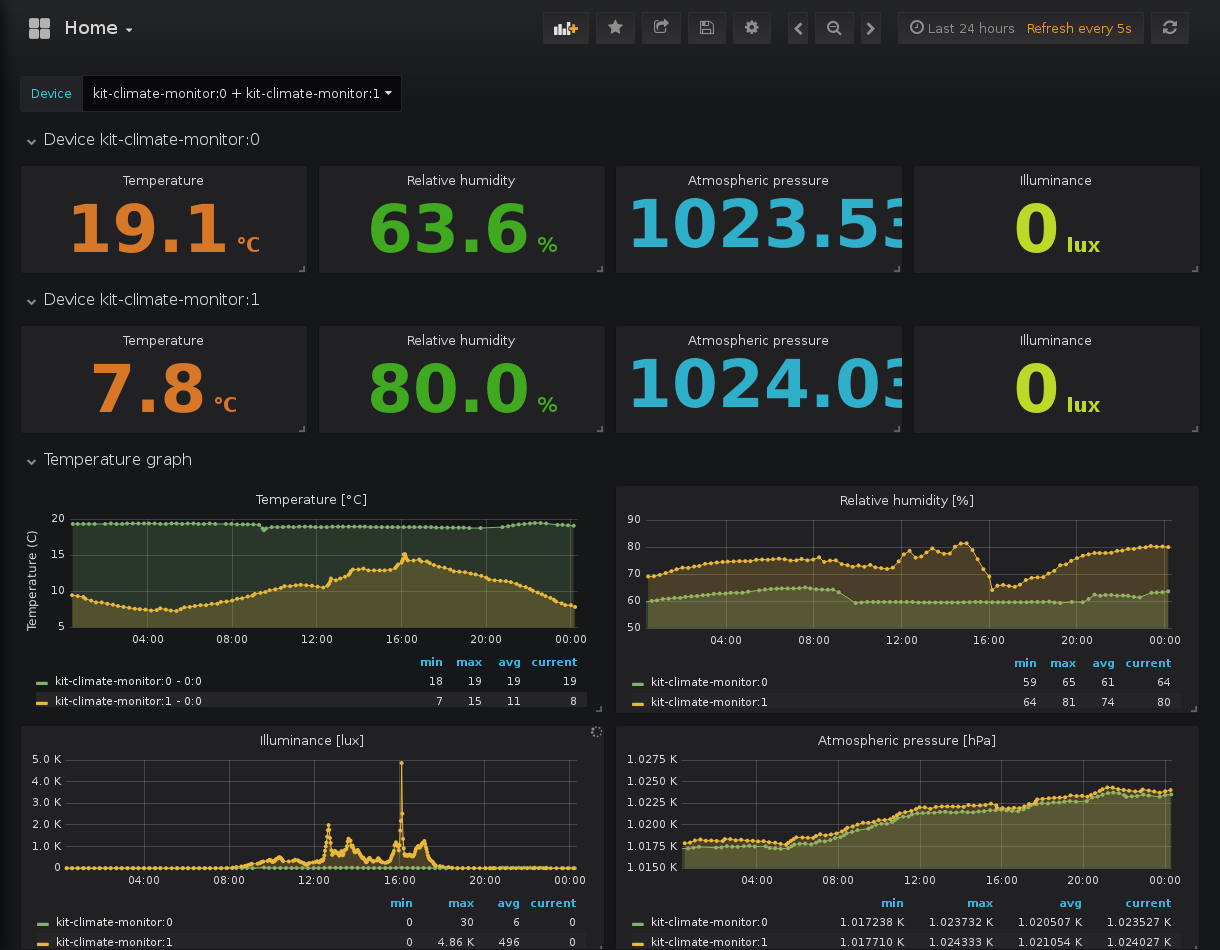 Home
Last 24 hours Refresh every 5s
Device kit-climate-monitor:0 + kit-climate-monitor:1
Device kit-climate-monitor:0
Temperature Relative humidity Atmospheric pressure Illuminance
19.1 °C 63.6 % 1023.53 0 lux
Device kit-climate-monitor:1
Temperature Relative humidity Atmospheric pressure Illuminance
7.8 °C 80.0 % 1024.03 0 lux
Temperature graph
Temperature [°C]
Temperature (C)
20
15
10
5
04:00 08:00 12:00 16:00 20:00 00:00
min max avg current
kit-climate-monitor:0 - 0:0 18 19 19 19
kit-climate-monitor:1 - 0:0 7 15 11 8
Relative humidity [%]
90
80
70
60
50
04:00 08:00 12:00 16:00 20:00 00:00
min max avg current
kit-climate-monitor:0 59 65 61 64
kit-climate-monitor:1 64 81 74 80
Illuminance [lux]
5.0 K
4.0 K
3.0 K
2.0 K
1.0 K
0
04:00 08:00 12:00 16:00 20:00 00:00
min max avg current
kit-climate-monitor:0 0 30 6 0
kit-climate-monitor:1 0 4.86 K 496 0
Atmospheric pressure [hPa]
1.0275 K
1.0250 K
1.0225 K
1.0200 K
1.0175 K
1.0150 K
04:00 08:00 12:00 16:00 20:00 00:00
min max avg current
kit-climate-monitor:0 1.017238 K 1.023732 K 1.020507 K 1.023527 K
kit-climate-monitor:1 1.017710 K 1.024333 K 1.021054 K 1.024027 K